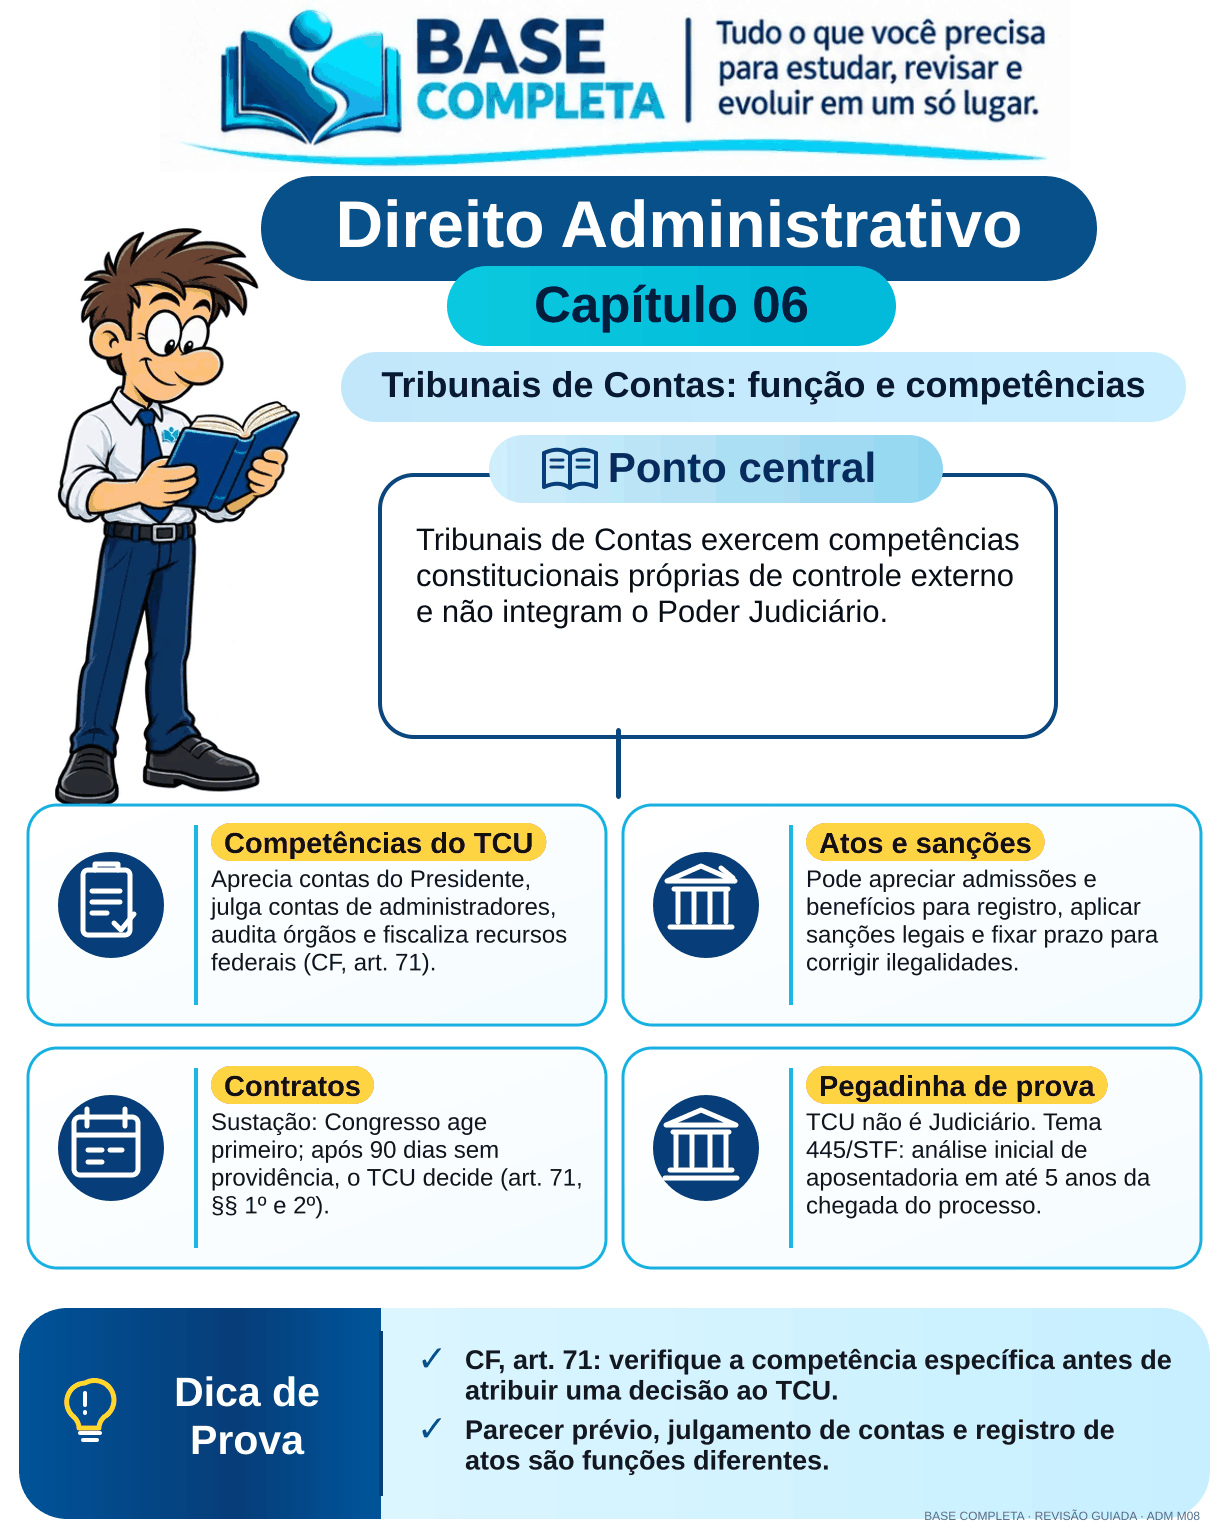 BASE
COMPLETA
Tudo o que você precisa
para estudar, revisar e
evoluir em um só lugar.
Direito Administrativo
Capítulo 06
Tribunais de Contas: função e competências
Ponto central
Tribunais de Contas exercem competências
constitucionais próprias de controle externo
e não integram o Poder Judiciário.
Competências do TCU
Aprecia contas do Presidente,
julga contas de administradores,
audita órgãos e fiscaliza recursos
federais (CF, art. 71).
Atos e sanções
Pode apreciar admissões e
benefícios para registro, aplicar
sanções legais e fixar prazo para
corrigir ilegalidades.
Contratos
Sustação: Congresso age
primeiro; após 90 dias sem
providência, o TCU decide (art. 71,
§§ 1º e 2º).
Pegadinha de prova
TCU não é Judiciário. Tema
445/STF: análise inicial de
aposentadoria em até 5 anos da
chegada do processo.
Dica de
Prova
✓ CF, art. 71: verifique a competência específica antes de
atribuir uma decisão ao TCU.
✓ Parecer prévio, julgamento de contas e registro de
atos são funções diferentes.
BASE COMPLETA · REVISÃO GUIADA · ADM M08